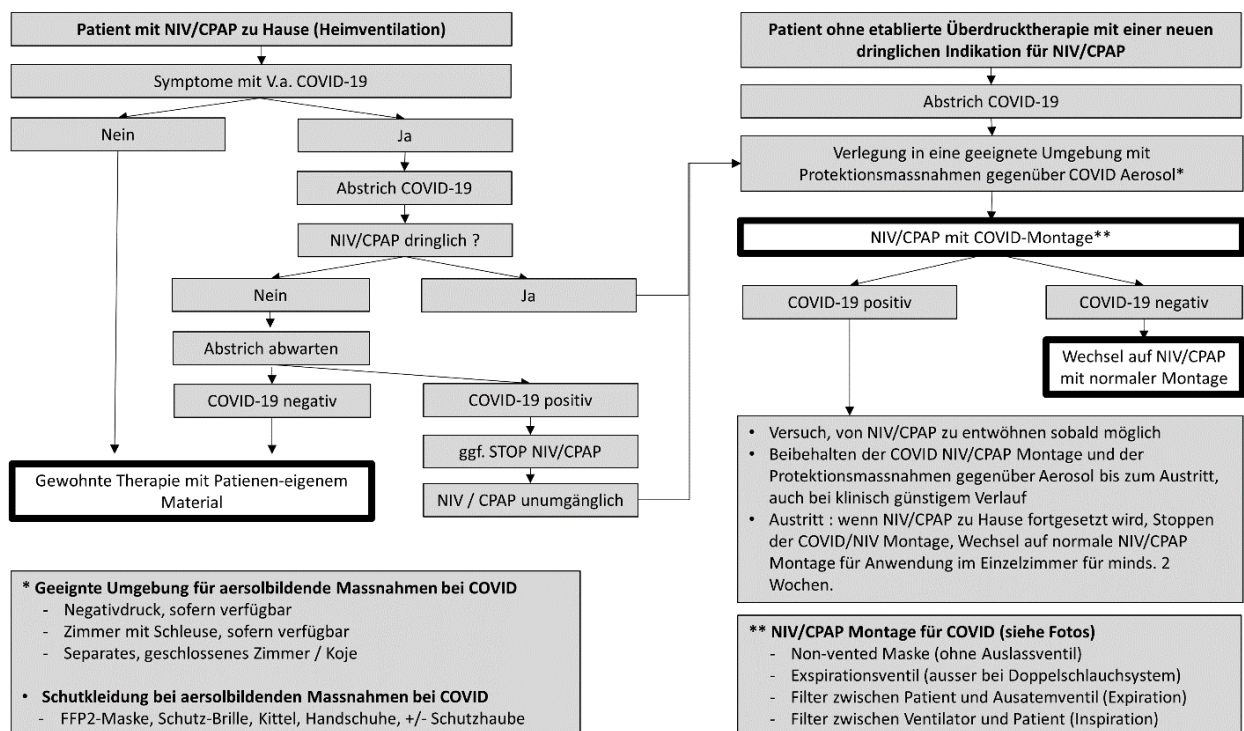 Patient mit NIV/CPAP zu Hause (Heimventilation)
Symptome mit V.a. COVID-19
Nein
Ja
Abstrich COVID-19
NIV/CPAP dringlich ?
Nein
Ja
Abstrich abwarten
COVID-19 negativ
COVID-19 positiv
ggf. STOP NIV/CPAP
NIV / CPAP unumgänglich
Gewohnte Therapie mit Patienen-eigenem
Material
* Geeignte Umgebung für aersolbildende Massnahmen bei COVID
- Negativdruck, sofern verfügbar
- Zimmer mit Schleuse, sofern verfügbar
- Separates, geschlossenes Zimmer / Koje
• Schutkleidung bei aersolbildenden Massnahmen bei COVID
- FFP2-Maske, Schutz-Brille, Kittel, Handschuhe, +/- Schutzhaube
Patient ohne etablierte Überdrucktherapie mit einer neuen
dringlichen Indikation für NIV/CPAP
Abstrich COVID-19
Verlegung in eine geeignete Umgebung mit
Protektionsmassnahmen gegenüber COVID Aerosol*
NIV/CPAP mit COVID-Montage**
COVID-19 positiv
COVID-19 negativ
Wechsel auf NIV/CPAP
mit normaler Montage
• Versuch, von NIV/CPAP zu entwöhnen sobald möglich
• Beibehalten der COVID NIV/CPAP Montage und der
Protektionsmassnahmen gegenüber Aerosol bis zum Austritt,
auch bei klinisch günstigem Verlauf
• Austritt : wenn NIV/CPAP zu Hause fortgesetzt wird, Stoppen
der COVID/NIV Montage, Wechsel auf normale NIV/CPAP
Montage für Anwendung im Einzelzimmer für minds. 2
Wochen.
** NIV/CPAP Montage für COVID (siehe Fotos)
- Non-vented Maske (ohne Auslassventil)
- Exspirationsventil (ausser bei Doppelschlauchsystem)
- Filter zwischen Patient und Ausatemventil (Expiration)
- Filter zwischen Ventilator und Patient (Inspiration)